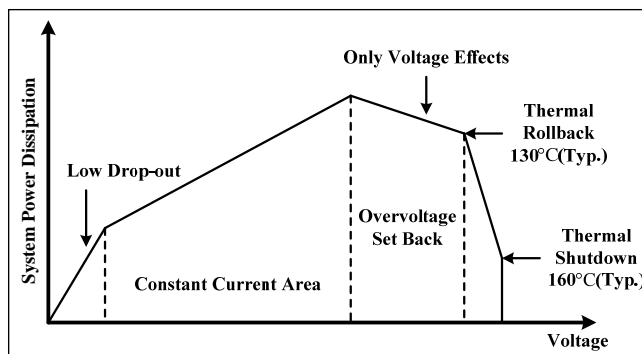 Only Voltage Effects
Thermal
Rollback
130°C(Typ.)
Low Drop-out
Overvoltage
Set Back
Constant Current Area
Thermal
Shutdown
160°C(Typ.)
System Power Dissipation
Voltage